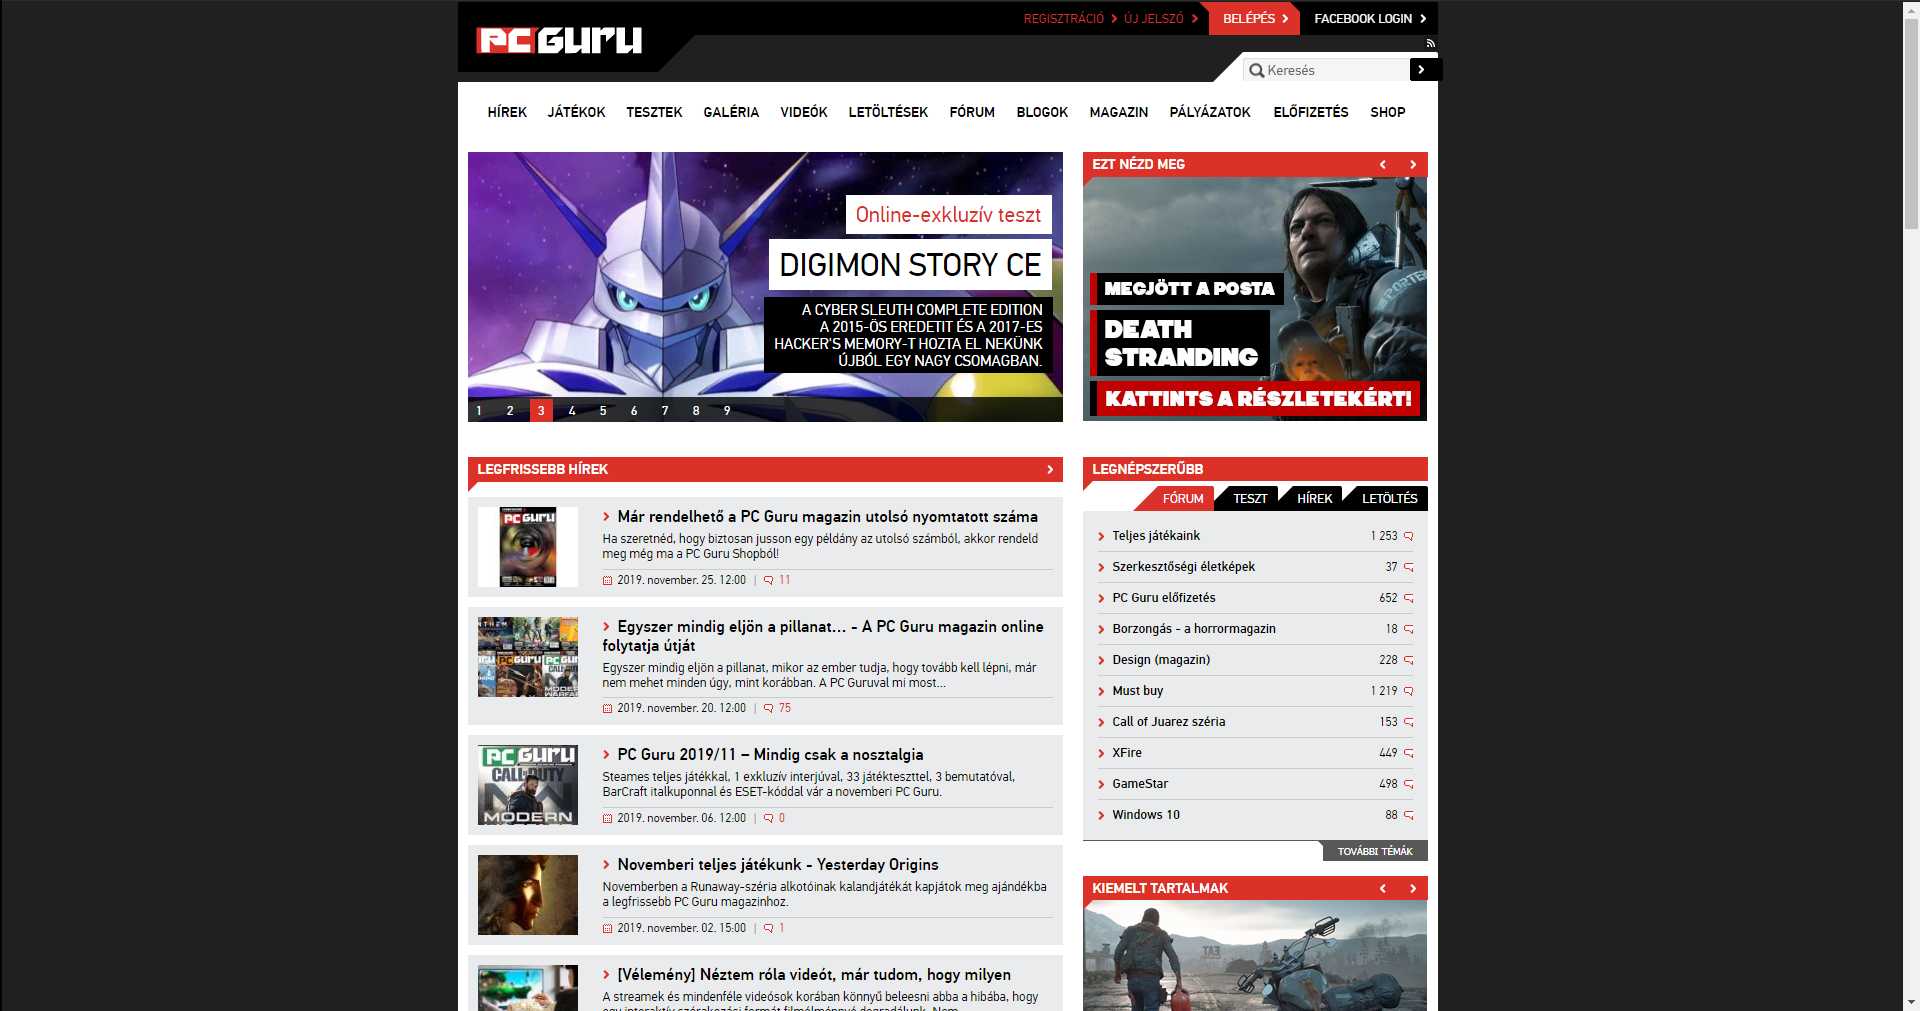 PC GURU
REGISZTRÁCIÓ ÚJ JELSZÓ BELÉPÉS FACEBOOK LOGIN
Keresés
HÍREK JÁTÉKOK TESZTEK GALÉRIA VIDEÓK LETÖLTÉSEK FÓRUM BLOGOK MAGAZIN PÁLYÁZATOK ELŐFIZETÉS SHOP
Online-exkluzív teszt
DIGIMON STORY CE
A CYBER SLEUTH COMPLETE EDITION
A 2015-ÖS EREDETIT ÉS A 2017-ES
HACKER'S MEMORY-T HOZTA EL NEKÜNK
ÚJBÓL EGY NAGY CSOMAGBAN.
1 2 3 4 5 6 7 8 9
EZT NÉZD MEG
MEGJÖTT A POSTA
DEATH
STRANDING
KATTINTS A RÉSZLETEKÉRT!
LEGFRISSEBB HÍREK
PC GURU
Már rendelhető a PC Guru magazin utolsó nyomtatott száma
Ha szeretnéd, hogy biztosan jusson egy példány az utolsó számból, akkor rendeld
meg még ma a PC Guru Shopból!
2019. november. 25. 12:00 | 11
Egyszer mindig eljön a pillanat... - A PC Guru magazin online
folytatja útját
Egyszer mindig eljön a pillanat, mikor az ember tudja, hogy tovább kell lépni, már
nem mehet minden úgy, mint korábban. A PC Guruval mi most...
2019. november. 20. 12:00 | 75
PC GURU
CALL OF DUTY
MODERN
PC Guru 2019/11 – Mindig csak a nosztalgia
Steames teljes játékkal, 1 exkluzív interjúval, 33 játékteszttel, 3 bemutatóval,
BarCraft italkuponnal és ESET-kóddal vár a novemberi PC Guru.
2019. november. 06. 12:00 | 0
Novemberi teljes játékunk - Yesterday Origins
Novemberben a Runaway-széria alkotóinak kalandjátékát kapjátok meg ajándékba
a legfrissebb PC Guru magazinhoz.
2019. november. 02. 15:00 | 1
[Vélemény] Néztem róla videót, már tudom, hogy milyen
A streamek és mindenféle videósok korában könnyű beleesni abba a hibába, hogy
LEGNÉPSZERŰBB
FÓRUM TESZT HÍREK LETÖLTÉS
Teljes játékaink 1 253
Szerkesztőségi életképek 37
PC Guru előfizetés 652
Borzongás - a horrormagazin 18
Design (magazin) 228
Must buy 1 219
Call of Juarez széria 153
XFire 449
GameStar 498
Windows 10 88
TOVÁBBI TÉMÁK
KIEMELT TARTALMAK